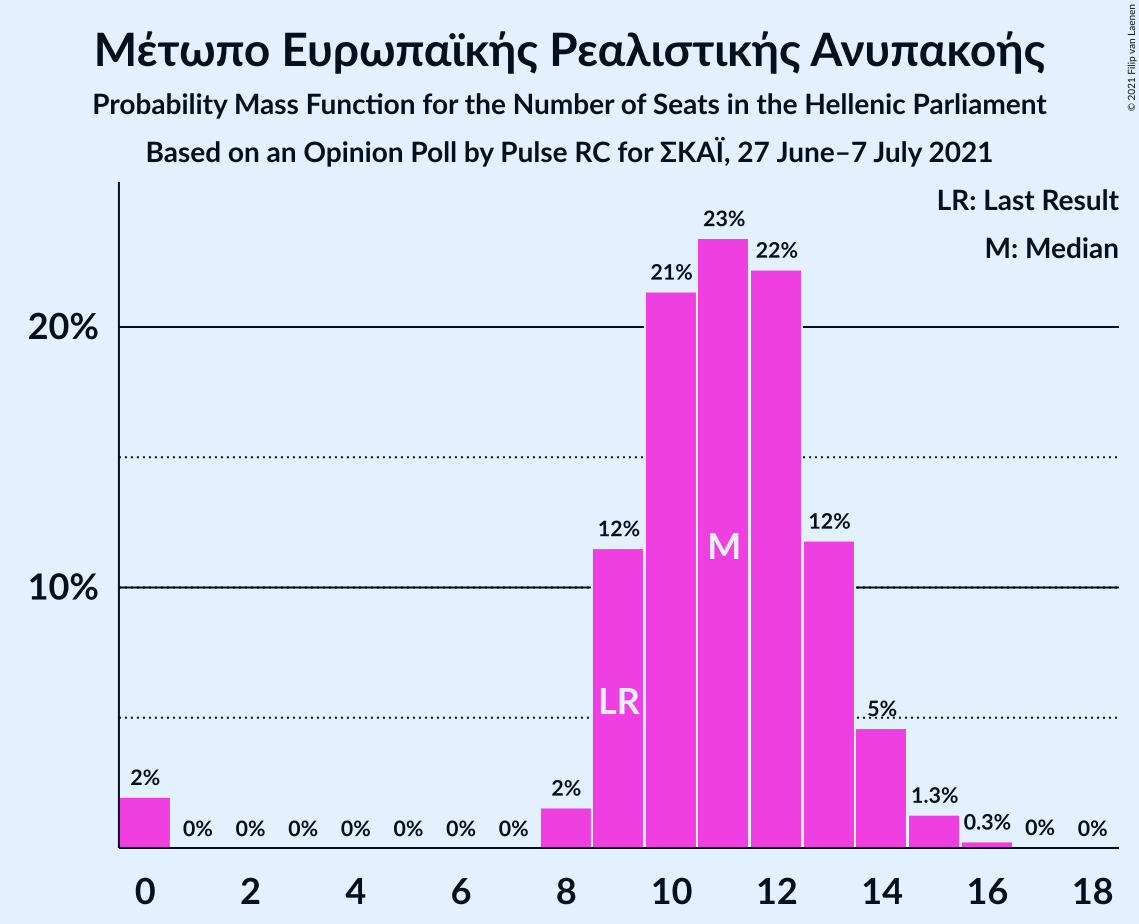 Μέτωπο Ευρωπαϊκής Ρεαλιστικής Ανυπακοής
Probability Mass Function for the Number of Seats in the Hellenic Parliament
Based on an Opinion Poll by Pulse RC for ΣΚΑΪ, 27 June–7 July 2021
© 2021 Filip van Laenen
LR: Last Result
M: Median
20%
10%
2%
0%
0%
0%
0%
0%
0%
0%
2%
12%
21%
23%
22%
12%
5%
1.3%
0.3%
0%
0%
LR
M
0 2 4 6 8 10 12 14 16 18